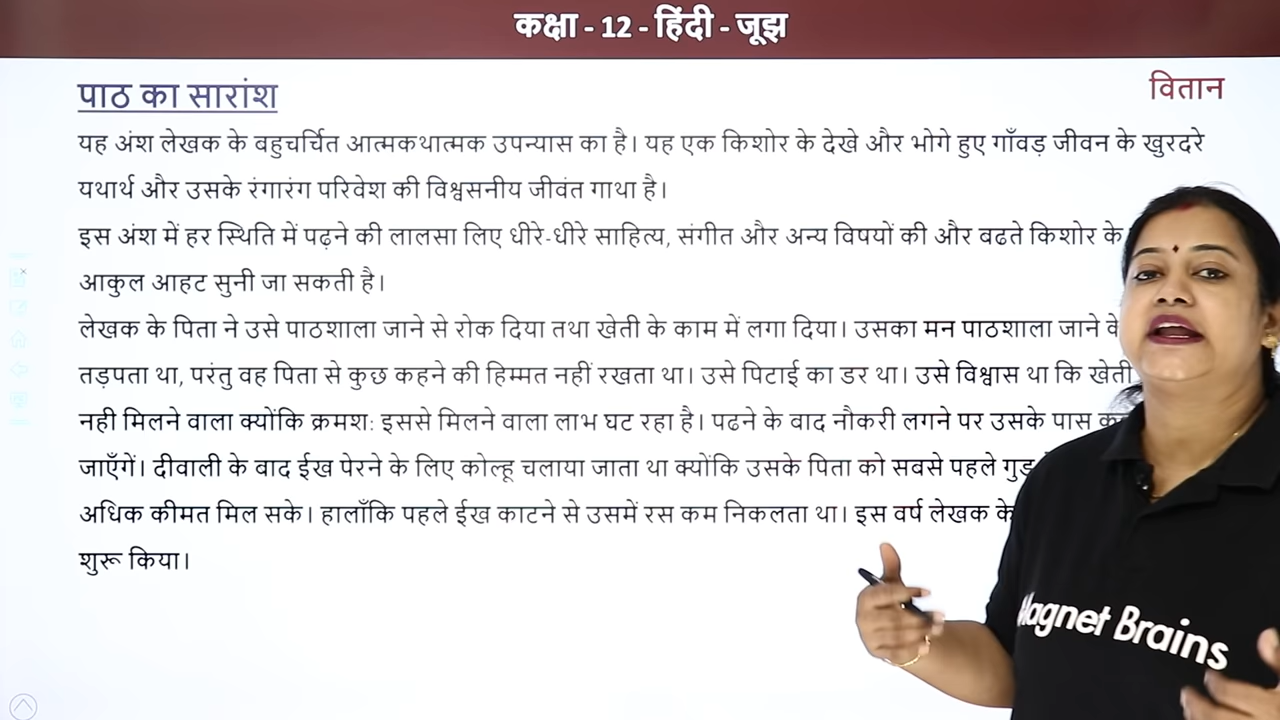 कक्षा - 12 - हिंदी - जूझ
पाठ का सारांश
वितान
यह अंश लेखक के बहुचर्चित आत्मकथात्मक उपन्यास का है। यह एक किशोर के देखे और भोगे हुए गाँवड़ जीवन के खुरदरे
यथार्थ और उसके रंगारंग परिवेश की विश्वसनीय जीवंत गाथा है।
इस अंश में हर स्थिति में पढ़ने की लालसा लिए धीरे-धीरे साहित्य, संगीत और अन्य विषयों की और बढते किशोर के
आकुल आहट सुनी जा सकती है।
लेखक के पिता ने उसे पाठशाला जाने से रोक दिया तथा खेती के काम में लगा दिया। उसका मन पाठशाला जाने
तड़पता था, परंतु वह पिता से कुछ कहने की हिम्मत नहीं रखता था। उसे पिटाई का डर था। उसे विश्वास था कि खेती
नही मिलने वाला क्योंकि क्रमश: इससे मिलने वाला लाभ घट रहा है। पढने के बाद नौकरी लगने पर उसके पास
जाएँगें। दीवाली के बाद ईख पेरने के लिए कोल्हू चलाया जाता था क्योंकि उसके पिता को सबसे पहले गुड़
अधिक कीमत मिल सके। हालाँकि पहले ईख काटने से उसमें रस कम निकलता था। इस वर्ष लेखक के
शुरू किया।
Magnet Brains